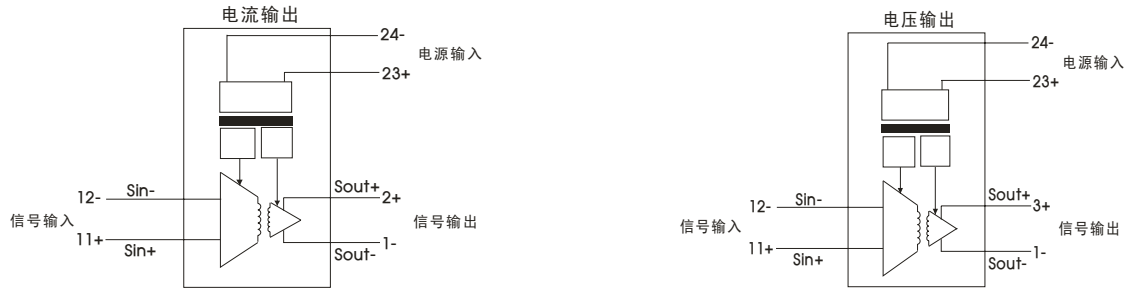 电流输出
24-
电源输入
23+
Sin-
12-
信号输入
11+
Sin+
Sout+
2+
信号输出
1-
Sout-
电压输出
24-
电源输入
23+
Sin-
12-
信号输入
11+
Sin+
Sout+
3+
信号输出
1-
Sout-